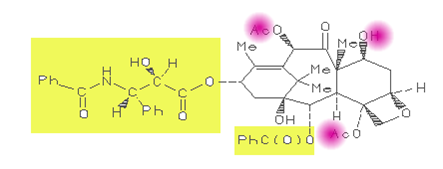 AcO O OH
Me Me
HO H
Ph N H O Me H
Me
O H Ph O H O
OH
PhC(O)O AcO